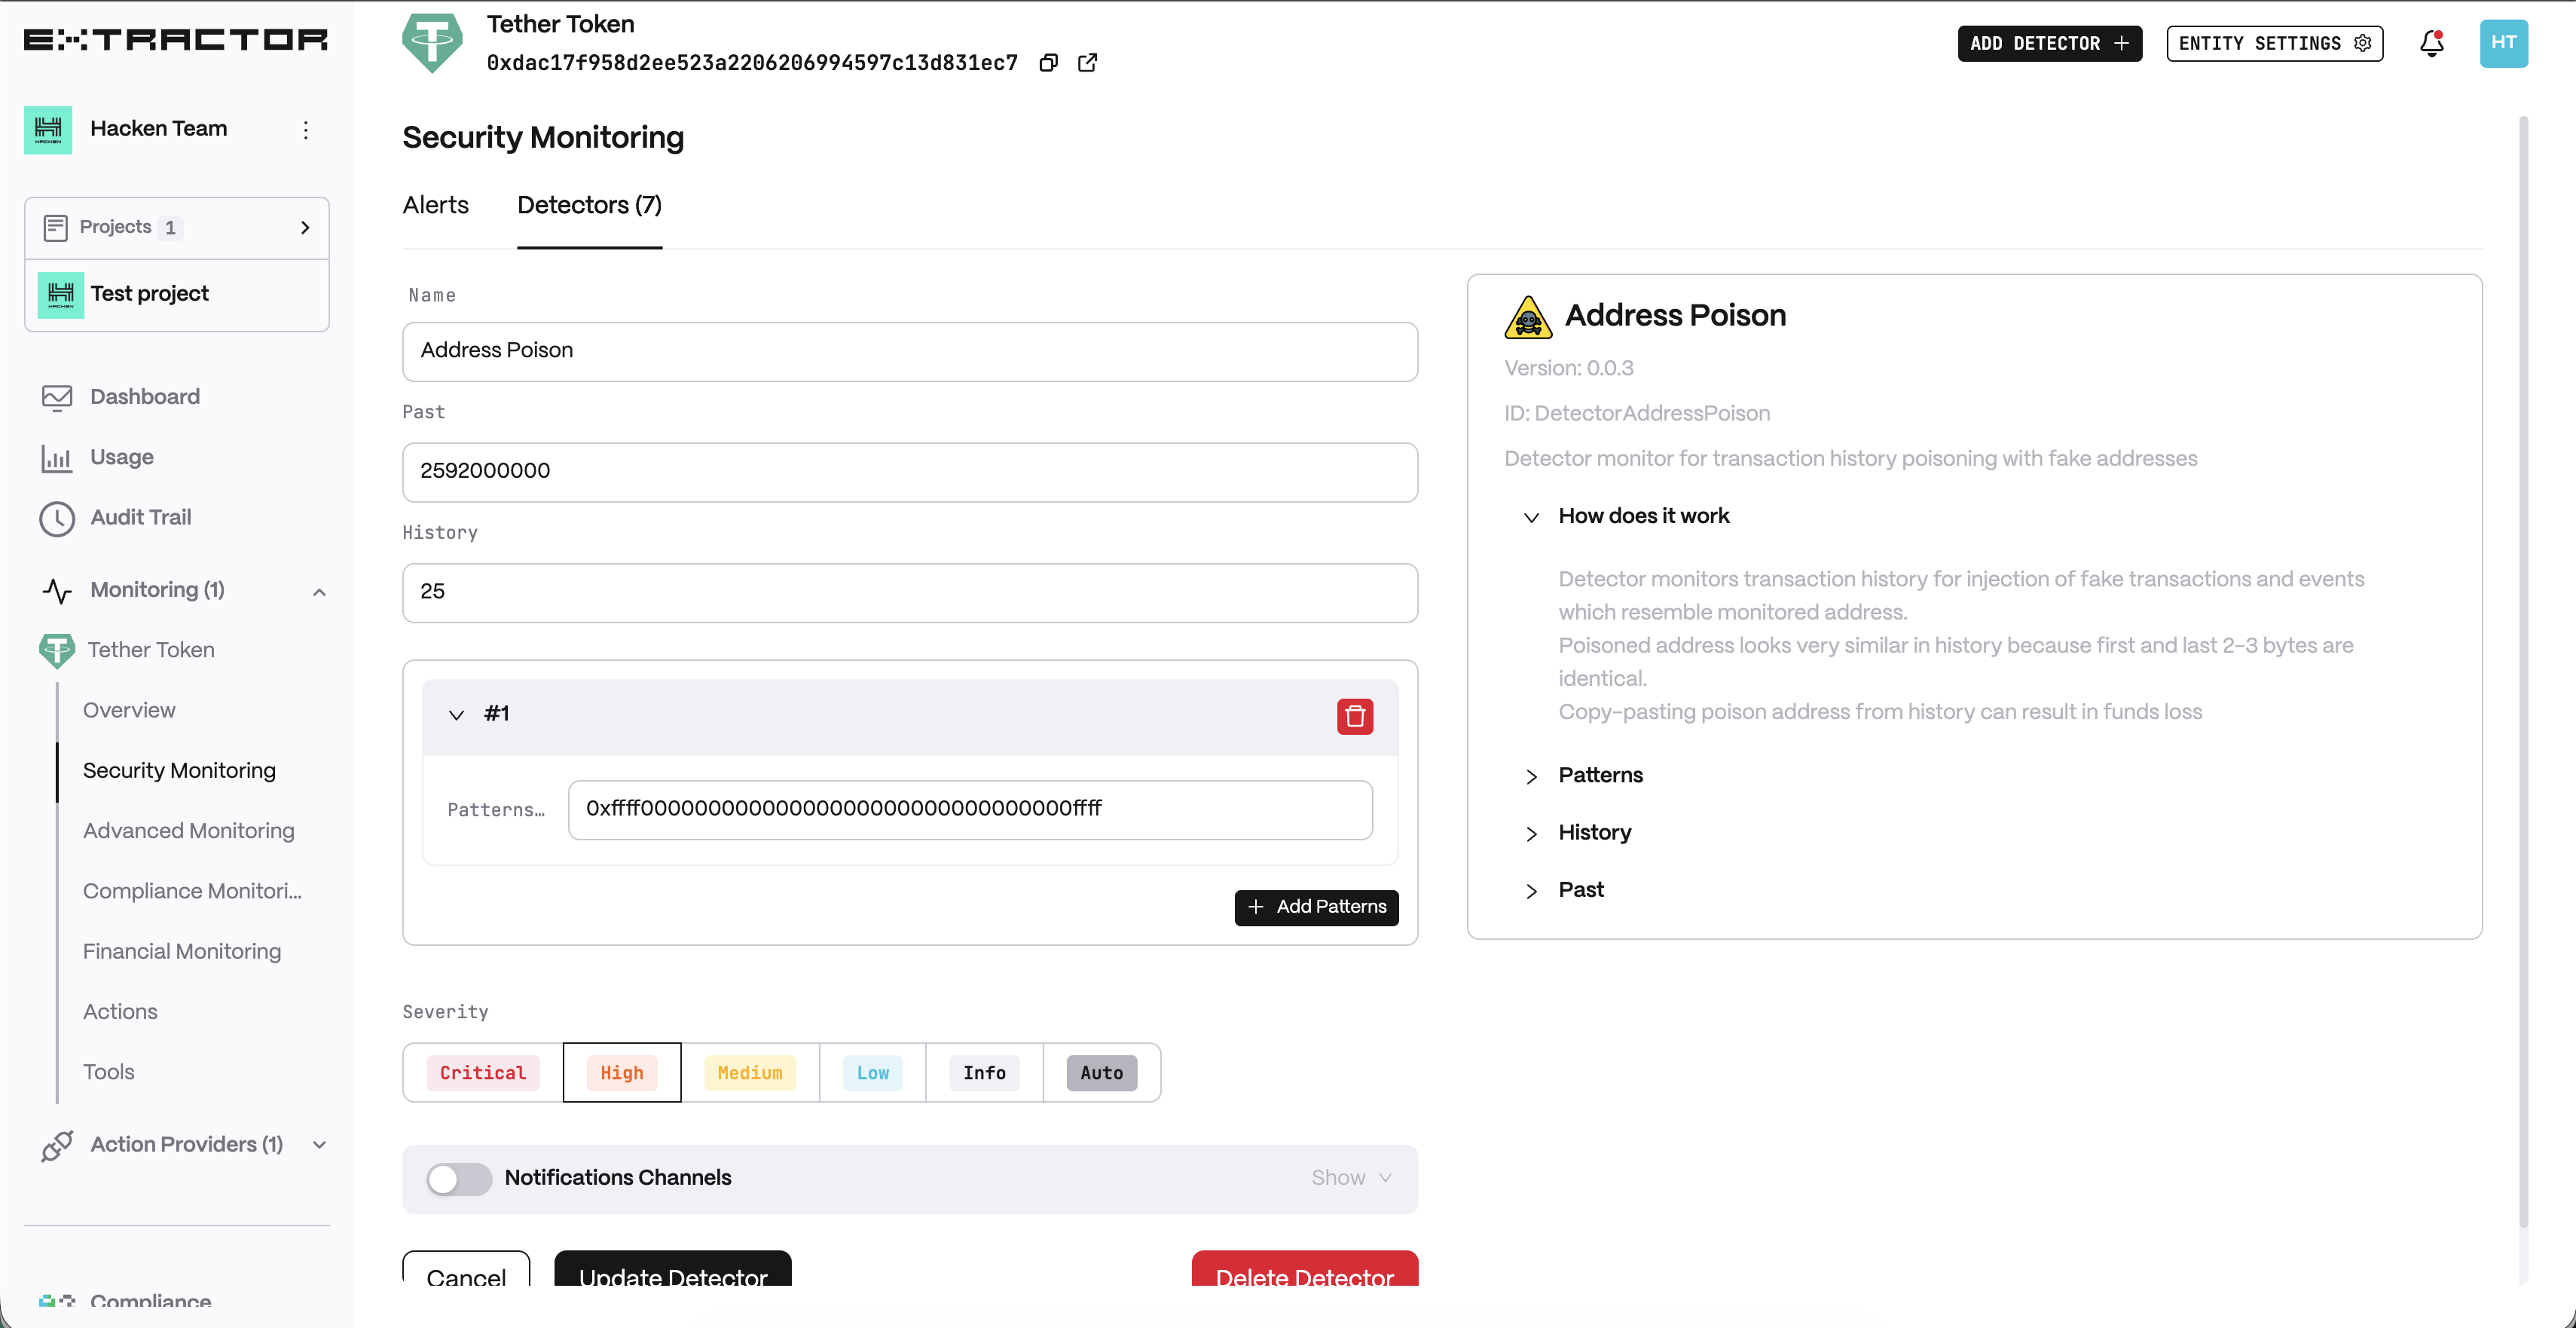 EXTRACTOR
Hacken Team
HACKEN
Projects 1
HACKEN
Test project
Dashboard
Usage
Audit Trail
Monitoring (1)
Tether Token
Overview
Security Monitoring
Advanced Monitoring
Compliance Monitori...
Financial Monitoring
Actions
Tools
Action Providers (1)
Compliance
Tether Token
0xdac17f958d2ee523a2206206994597c13d831ec7
ADD DETECTOR +
ENTITY SETTINGS
HT
Security Monitoring
Alerts
Detectors (7)
Name
Address Poison
Past
2592000000
History
25
#1
Patterns…
0xffff00000000000000000000000000000000ffff
+ Add Patterns
Severity
Critical
High
Medium
Low
Info
Auto
Notifications Channels
Show
Cancel
Update Detector
Delete Detector
Address Poison
Version: 0.0.3
ID: DetectorAddressPoison
Detector monitor for transaction history poisoning with fake addresses
How does it work
Detector monitors transaction history for injection of fake transactions and events
which resemble monitored address.
Poisoned address looks very similar in history because first and last 2-3 bytes are
identical.
Copy-pasting poison address from history can result in funds loss
Patterns
History
Past